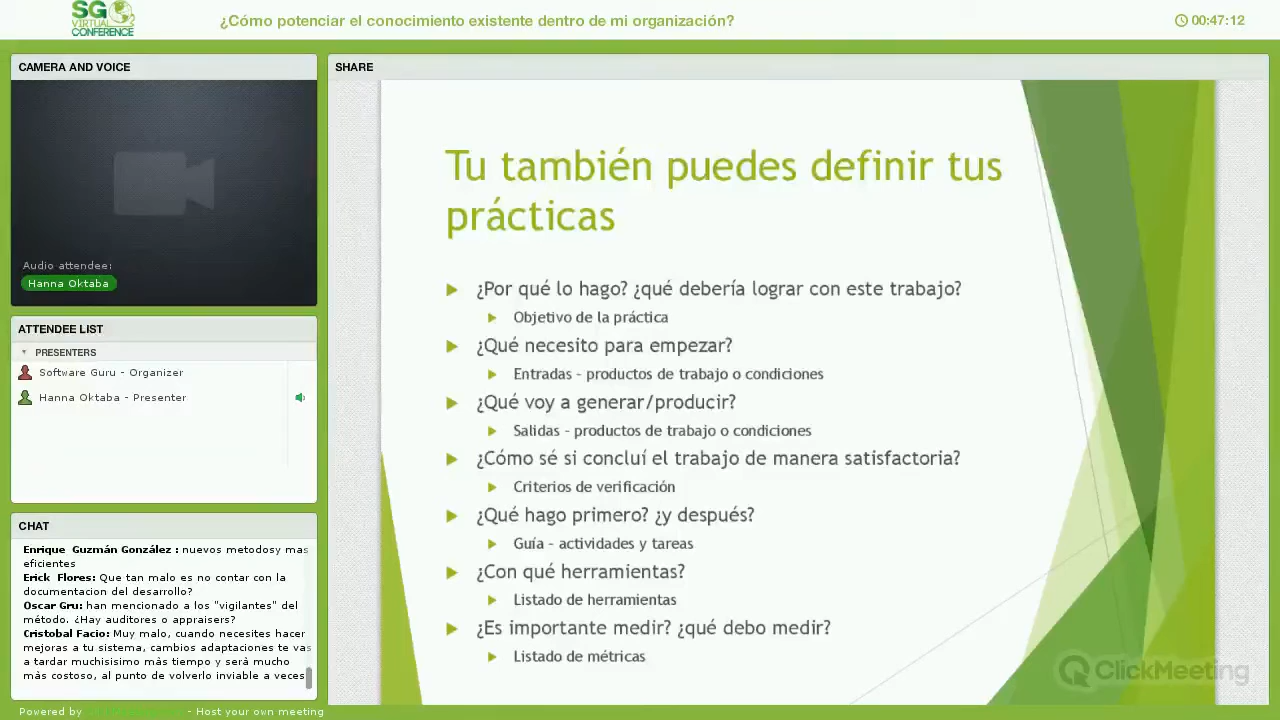 SG
VIRTUAL
CONFERENCE
¿Cómo potenciar el conocimiento existente dentro de mi organización?
00:47:12
CAMERA AND VOICE
Audio attendee:
Hanna Oktaba
ATTENDEE LIST
PRESENTERS
Software Guru - Organizer
Hanna Oktaba - Presenter
CHAT
Enrique Guzmán González : nuevos metodosy mas
eficientes
Erick Flores: Que tan malo es no contar con la
documentacion del desarrollo?
Oscar Gru: han mencionado a los "vigilantes" del
método. ¿Hay auditores o appraisers?
Cristobal Facio: Muy malo, cuando necesites hacer
mejoras a tu sistema, cambios adaptaciones te vas
a tardar muchisisimo màs tiempo y serà mucho
màs costoso, al punto de volverlo inviable a veces
Powered by
- Host your own meeting
SHARE
Tu también puedes definir tus
prácticas
¿Por qué lo hago? ¿qué debería lograr con este trabajo?
Objetivo de la práctica
¿Qué necesito para empezar?
Entradas - productos de trabajo o condiciones
¿Qué voy a generar/producir?
Salidas - productos de trabajo o condiciones
¿Cómo sé si concluí el trabajo de manera satisfactoria?
Criterios de verificación
¿Qué hago primero? ¿y después?
Guía - actividades y tareas
¿Con qué herramientas?
Listado de herramientas
¿Es importante medir? ¿qué debo medir?
Listado de métricas
ClickMeeting